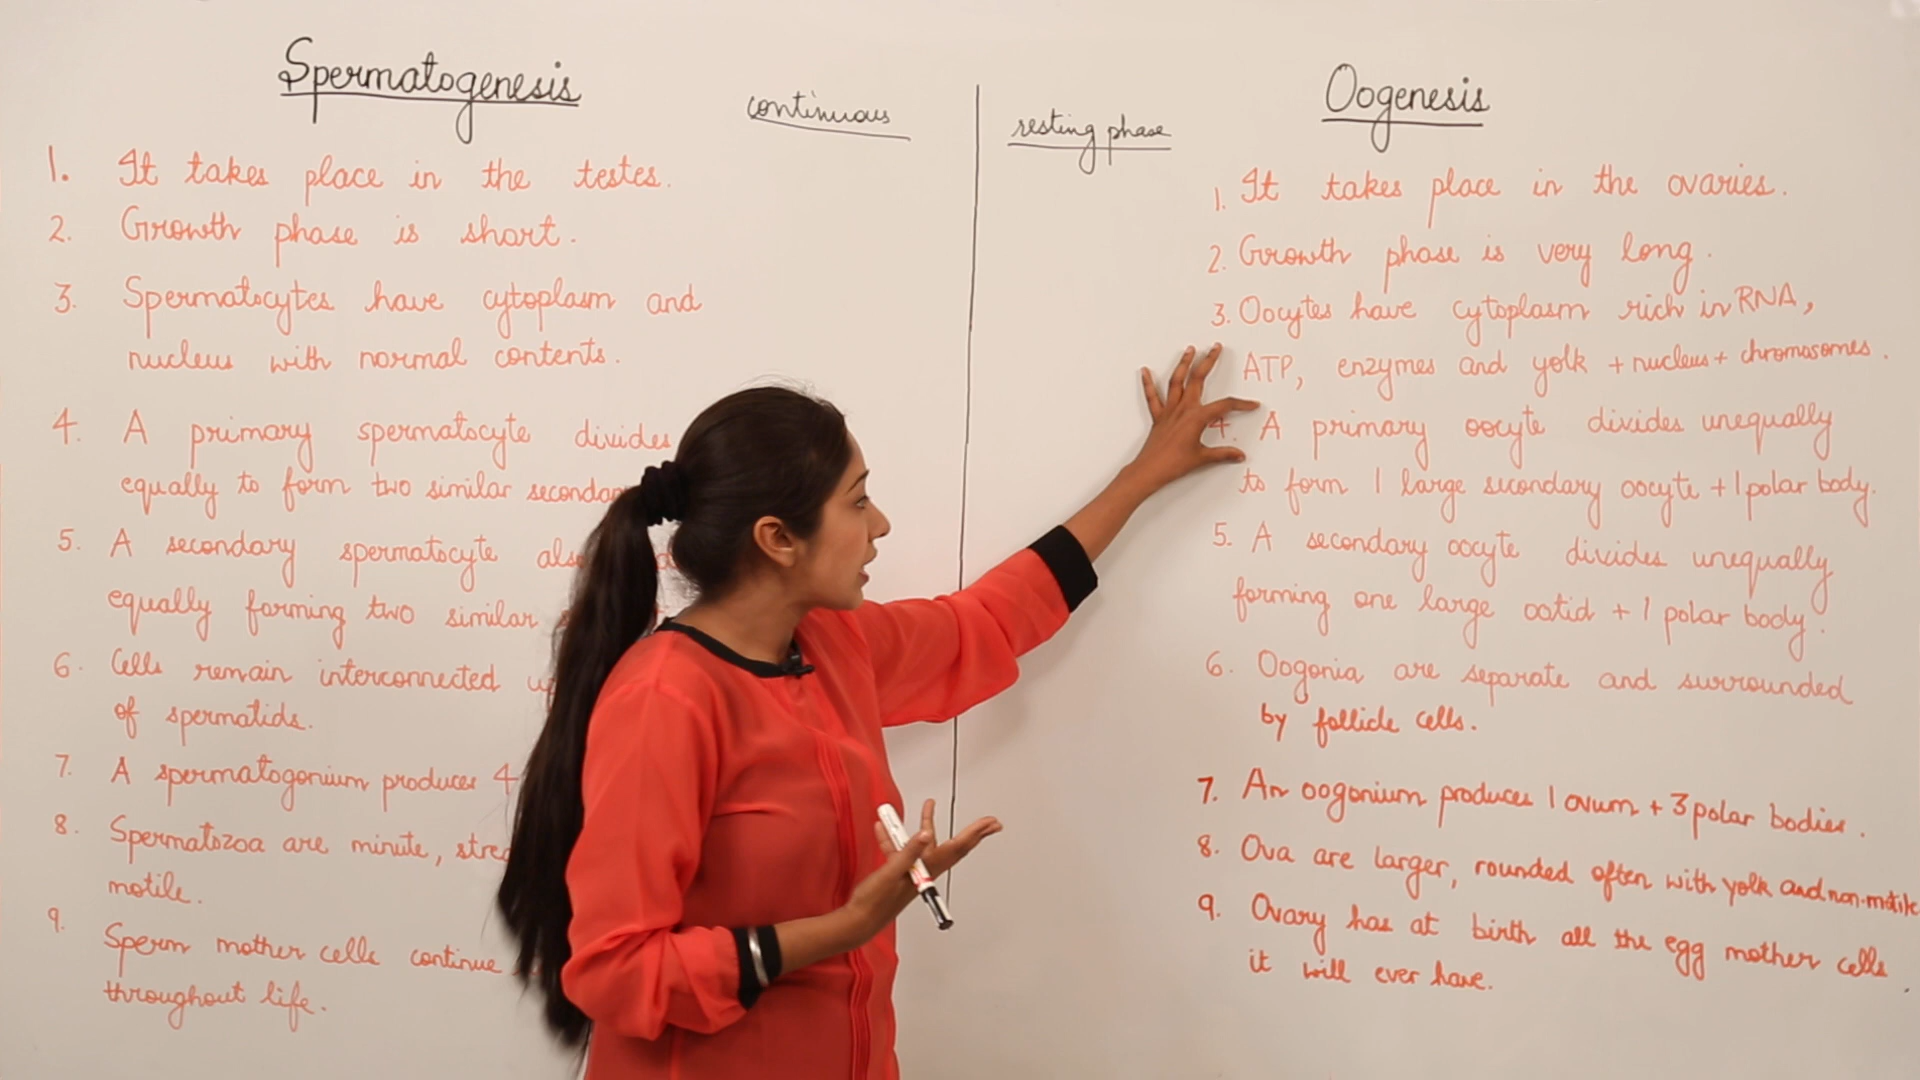 Spermatogenesis
continuous
1. It takes place in the testes.
2. Growth phase is short.
3. Spermatocytes have cytoplasm and
nucleus with normal contents.
4. A primary spermatocyte divides
equally to form two similar
5. A secondary spermatocyte
equally forming two similar
6. Cells remain interconnected
of spermatids.
7. A spermatogonium produces 4
8. Spermatozoa are minute,
motile.
9. Sperm mother cells continue
throughout life.
resting phase
Oogenesis
1. It takes place in the ovaries.
2. Growth phase is very long.
3. Oocytes have cytoplasm rich in RNA,
ATP, enzymes and yolk + nucleus + chromosomes.
4. A primary oocyte divides unequally
to form 1 large secondary oocyte + 1 polar body.
5. A secondary oocyte divides unequally
forming one large ootid + 1 polar body.
6. Oogonia are separate and surrounded
by follicle cells.
7. An oogonium produces 1 ovum + 3 polar bodies.
8. Ova are larger, rounded often with yolk and non-motile
9. Ovary has at birth all the egg mother cells
it will ever have.